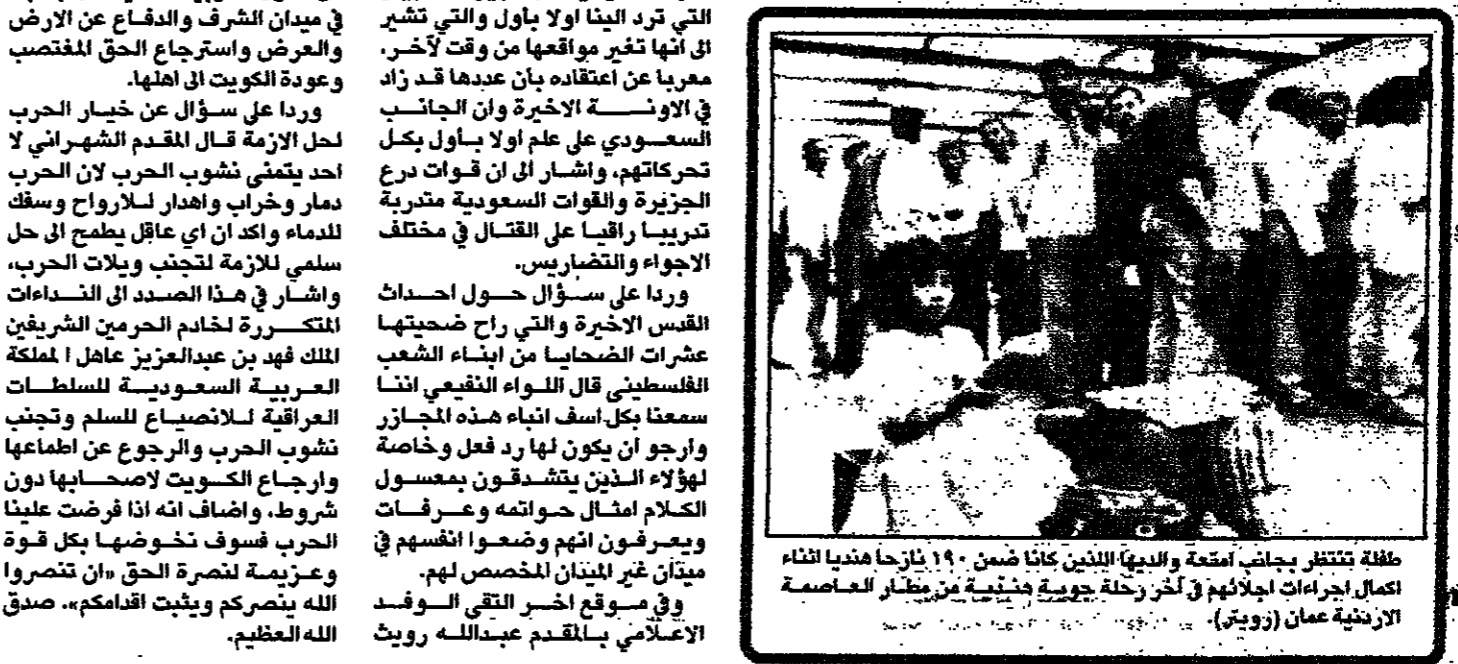 التي ترد الينا اولا بأول والتي تشير
الى انها تغير مواقعها من وقت لآخر.
معربا عن اعتقاده بأن عددها قد زاد
في الاونة الاخيرة وان الجانب
السعودي على علم اولا بأول بكل
تحركاتهم، واشار الى ان قوات درع
الجزيرة والقوات السعودية متدربة
تدريبا راقيا على القتال في مختلف
الاجواء والتضاريس.
وردا على سؤال حول احداث
القدس الاخيرة والتي راح ضحيتها
عشرات الضحايا من ابناء الشعب
الفلسطيني قال اللواء النفيعي اننا
سمعنا بكل اسف انباء هذه المجازر
وارجو ان يكون لها رد فعل وخاصة
لهؤلاء الذين يتشدقون بمعسول
الكلام امثال حواتمه وعرفات
ويعرفون انهم وضعوا انفسهم في
ميدان غير الميدان المخصص لهم.
وفي موقع اخر التقى الوفد
الاعلامي بالمقدم عبدالله رويث
في ميدان الشرف والدفاع عن الارض
والعرض واسترجاع الحق المغتصب
وعودة الكويت الى اهلها.
وردا على سؤال عن خيار الحرب
لحل الازمة قال المقدم الشهراني لا
احد يتمنى نشوب الحرب لان الحرب
دمار وخراب واهدار للارواح وسفك
للدماء واكد ان اي عاقل يطمح الى حل
سلمي للازمة لتجنب ويلات الحرب،
واشار في هذا الصدد الى النداءات
المتكررة لخادم الحرمين الشريفين
الملك فهد بن عبدالعزيز عاهل المملكة
العربية السعودية للسلطات
العراقية للانصياع للسلم وتجنب
نشوب الحرب والرجوع عن اطماعها
وارجاع الكويت لاصحابها دون
شروط، واضاف انه اذا فرضت علينا
الحرب فسوف نخوضها بكل قوة
وعزيمة لنصرة الحق «ان تنصروا
الله ينصركم ويثبت اقدامكم». صدق
الله العظيم.
طفلة تنتظر بجانب امتعة والديها اللذين كانا ضمن ١٩٠ نازحا هنديا اثناء
اكمال اجراءات اجلائهم في آخر رحلة جوية هندية من مطار العاصمة
الاردنية عمان (رويتر).